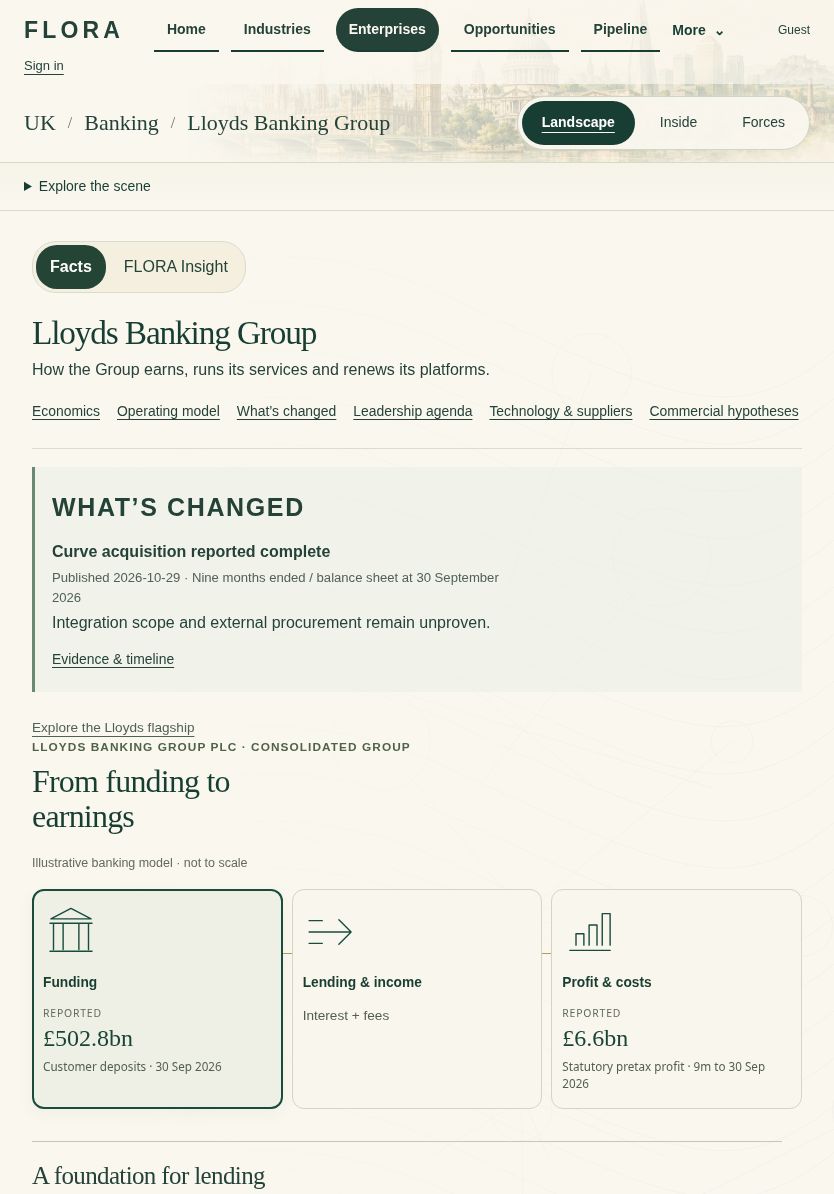 FLORA
Home
Industries
Enterprises
Opportunities
Pipeline
More
Guest
Sign in
UK / Banking / Lloyds Banking Group
Landscape
Inside
Forces
Explore the scene
Facts
FLORA Insight
Lloyds Banking Group
How the Group earns, runs its services and renews its platforms.
Economics
Operating model
What's changed
Leadership agenda
Technology & suppliers
Commercial hypotheses
WHAT’S CHANGED
Curve acquisition reported complete
Published 2026-10-29 · Nine months ended / balance sheet at 30 September
2026
Integration scope and external procurement remain unproven.
Evidence & timeline
Explore the Lloyds flagship
LLOYDS BANKING GROUP PLC · CONSOLIDATED GROUP
From funding to
earnings
Illustrative banking model · not to scale
Funding
REPORTED
£502.8bn
Customer deposits · 30 Sep 2026
Lending & income
Interest + fees
Profit & costs
REPORTED
£6.6bn
Statutory pretax profit · 9m to 30 Sep
2026
A foundation for lending